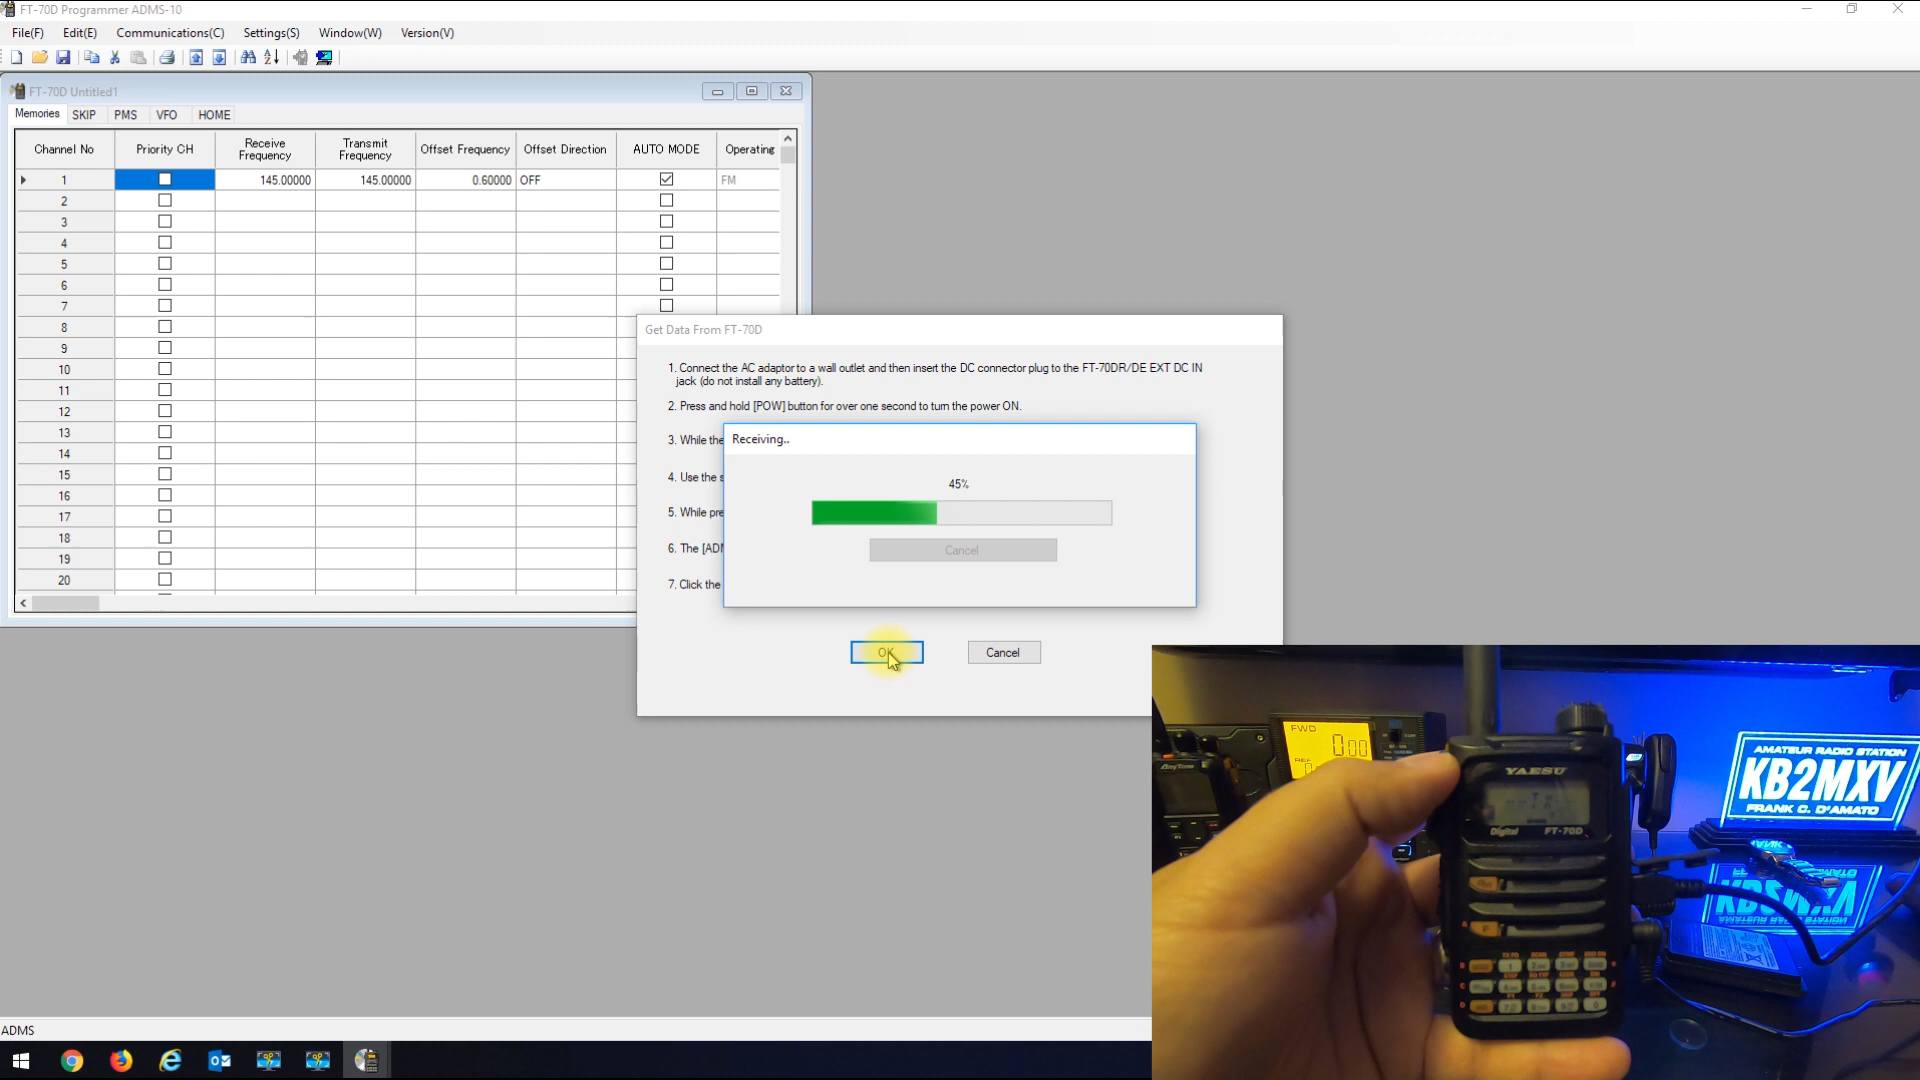 FT-70D Programmer ADMS-10
File(F) Edit(E) Communications(C) Settings(S) Window(W) Version(V)
FT-70D Untitled1
Memories SKIP PMS VFO HOME
Channel No Priority CH Receive Frequency Transmit Frequency Offset Frequency Offset Direction AUTO MODE Operating
1 145.00000 145.00000 0.60000 OFF FM
2
3
4
5
6
7
8
9
10
11
12
13
14
15
16
17
18
19
20
Get Data From FT-70D
1. Connect the AC adaptor to a wall outlet and then insert the DC connector plug to the FT-70DR/DE EXT DC IN
jack (do not install any battery).
2. Press and hold [POW] button for over one second to turn the power ON.
3. While the
4. Use the
5. While
6. The
7. Click the
Receiving..
45%
Cancel
OK Cancel
ADMS
FWD
YAESU
Digital FT-70D
AMATEUR RADIO STATION
KB2MXV
FRANK C. D'AMATO